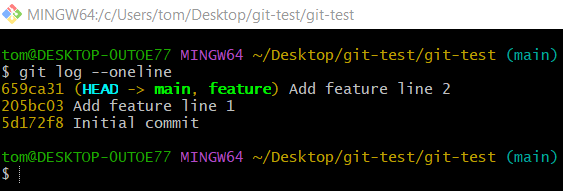 MINGW64:/c/Users/tom/Desktop/git-test/git-test
tom@DESKTOP-OUTOE77 MINGW64 ~/Desktop/git-test/git-test (main)
$ git log --oneline
659ca31 (HEAD -> main, feature) Add feature line 2
205bc03 Add feature line 1
5d172f8 Initial commit
tom@DESKTOP-OUTOE77 MINGW64 ~/Desktop/git-test/git-test (main)
$